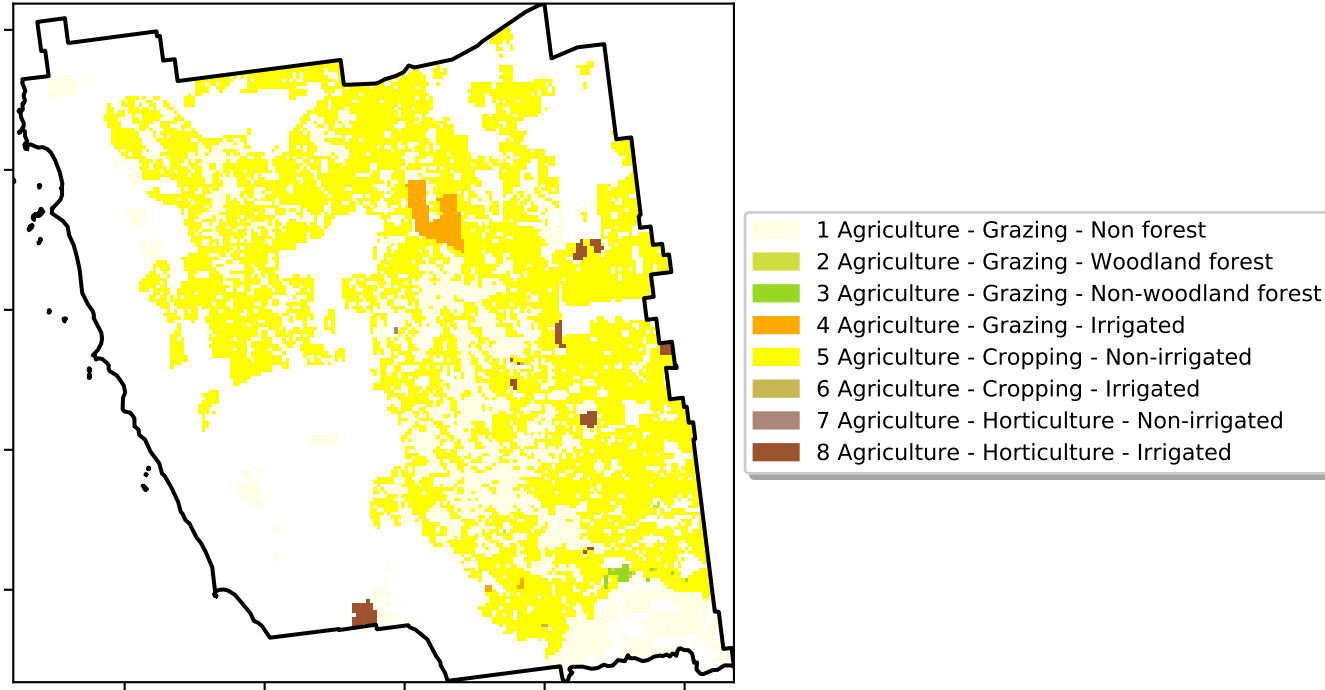 1 Agriculture - Grazing - Non forest
2 Agriculture - Grazing - Woodland forest
3 Agriculture - Grazing - Non-woodland forest
4 Agriculture - Grazing - Irrigated
5 Agriculture - Cropping - Non-irrigated
6 Agriculture - Cropping - Irrigated
7 Agriculture - Horticulture - Non-irrigated
8 Agriculture - Horticulture - Irrigated